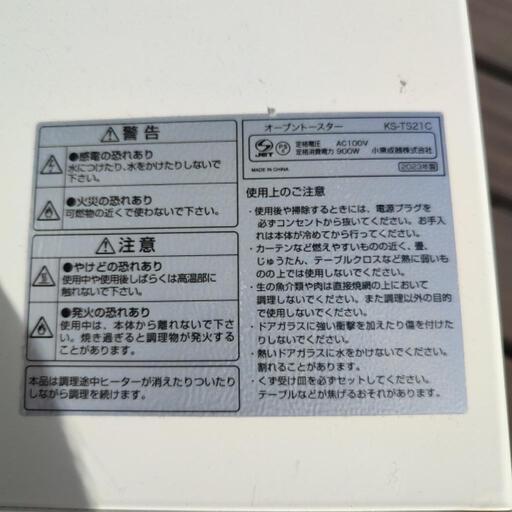 警告
●感電の恐れあり
水につけたり、水をかけたりしないで
下さい。
●火災の恐れあり
可燃物の近くで使わないで下さい。
注意
●やけどの恐れあり
使用中や使用後しばらくは高温部に
触れないで下さい。
●発火の恐れあり
使用中は、本体から離れないで下さ
い。焼き過ぎると調理物が発火する
ことがあります。
本品は調理途中ヒーターが消えたりついたり
しながら調理を続けます。
オーブントースター KS-TS21C
JET PS E 定格電圧 AC100V
定格消費電力 900W 小泉成器株式会社
MADE IN CHINA 2023年製
使用上のご注意
・使用後や掃除するときには、電源プラグを
必ずコンセントから抜いてください。お手入
れは本体が冷めてから行ってください。
・カーテンなど燃えやすいものの近く、畳、
じゅうたん、テーブルクロスなど熱に弱いも
のの上では使用しないでください。
・生の魚介類や肉は直接焼網の上において
調理しないでください。また調理以外の目的
で使用しないでください。
・ドアガラスに強い衝撃を加えたり傷を付けた
りしないでください。
・熱いドアガラスに水をかけないでください。
割れることがあります。
・くず受け皿を必ずセットしてください。
テーブルなどが焦げるおそれがあります。